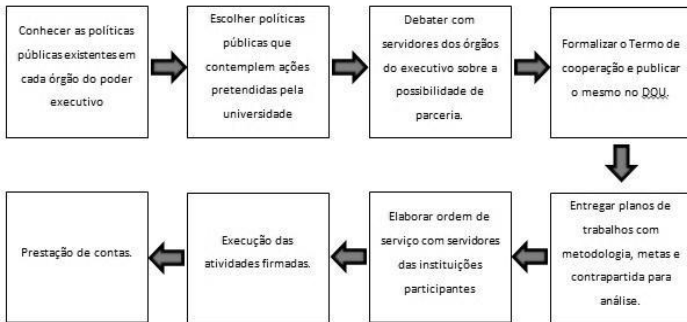 Conhecer as políticas
públicas existentes em
cada órgão do poder
executivo
Escolher políticas
públicas que
contemplem ações
pretendidas pela
universidade
Debater com
servidores dos órgãos
do executivo sobre a
possibilidade de
parceria.
Formalizar o Termo de
cooperação e publicar
o mesmo no DOU.
Entregar planos de
trabalhos com
metodologia, metas e
contrapartida para
análise.
Elaborar ordem de
serviço com servidores
das instituições
participantes
Execução das
atividades firmadas.
Prestação de contas.